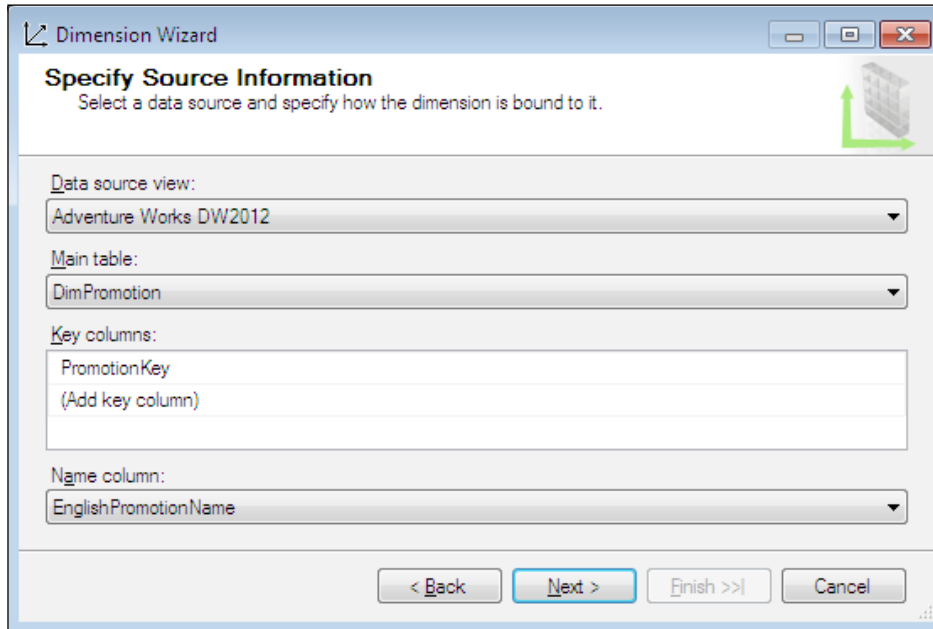 Dimension Wizard
Specify Source Information
Select a data source and specify how the dimension is bound to it.
Data source view:
Adventure Works DW2012
Main table:
DimPromotion
Key columns:
PromotionKey
(Add key column)
Name column:
EnglishPromotionName
< Back Next > Finish >>| Cancel